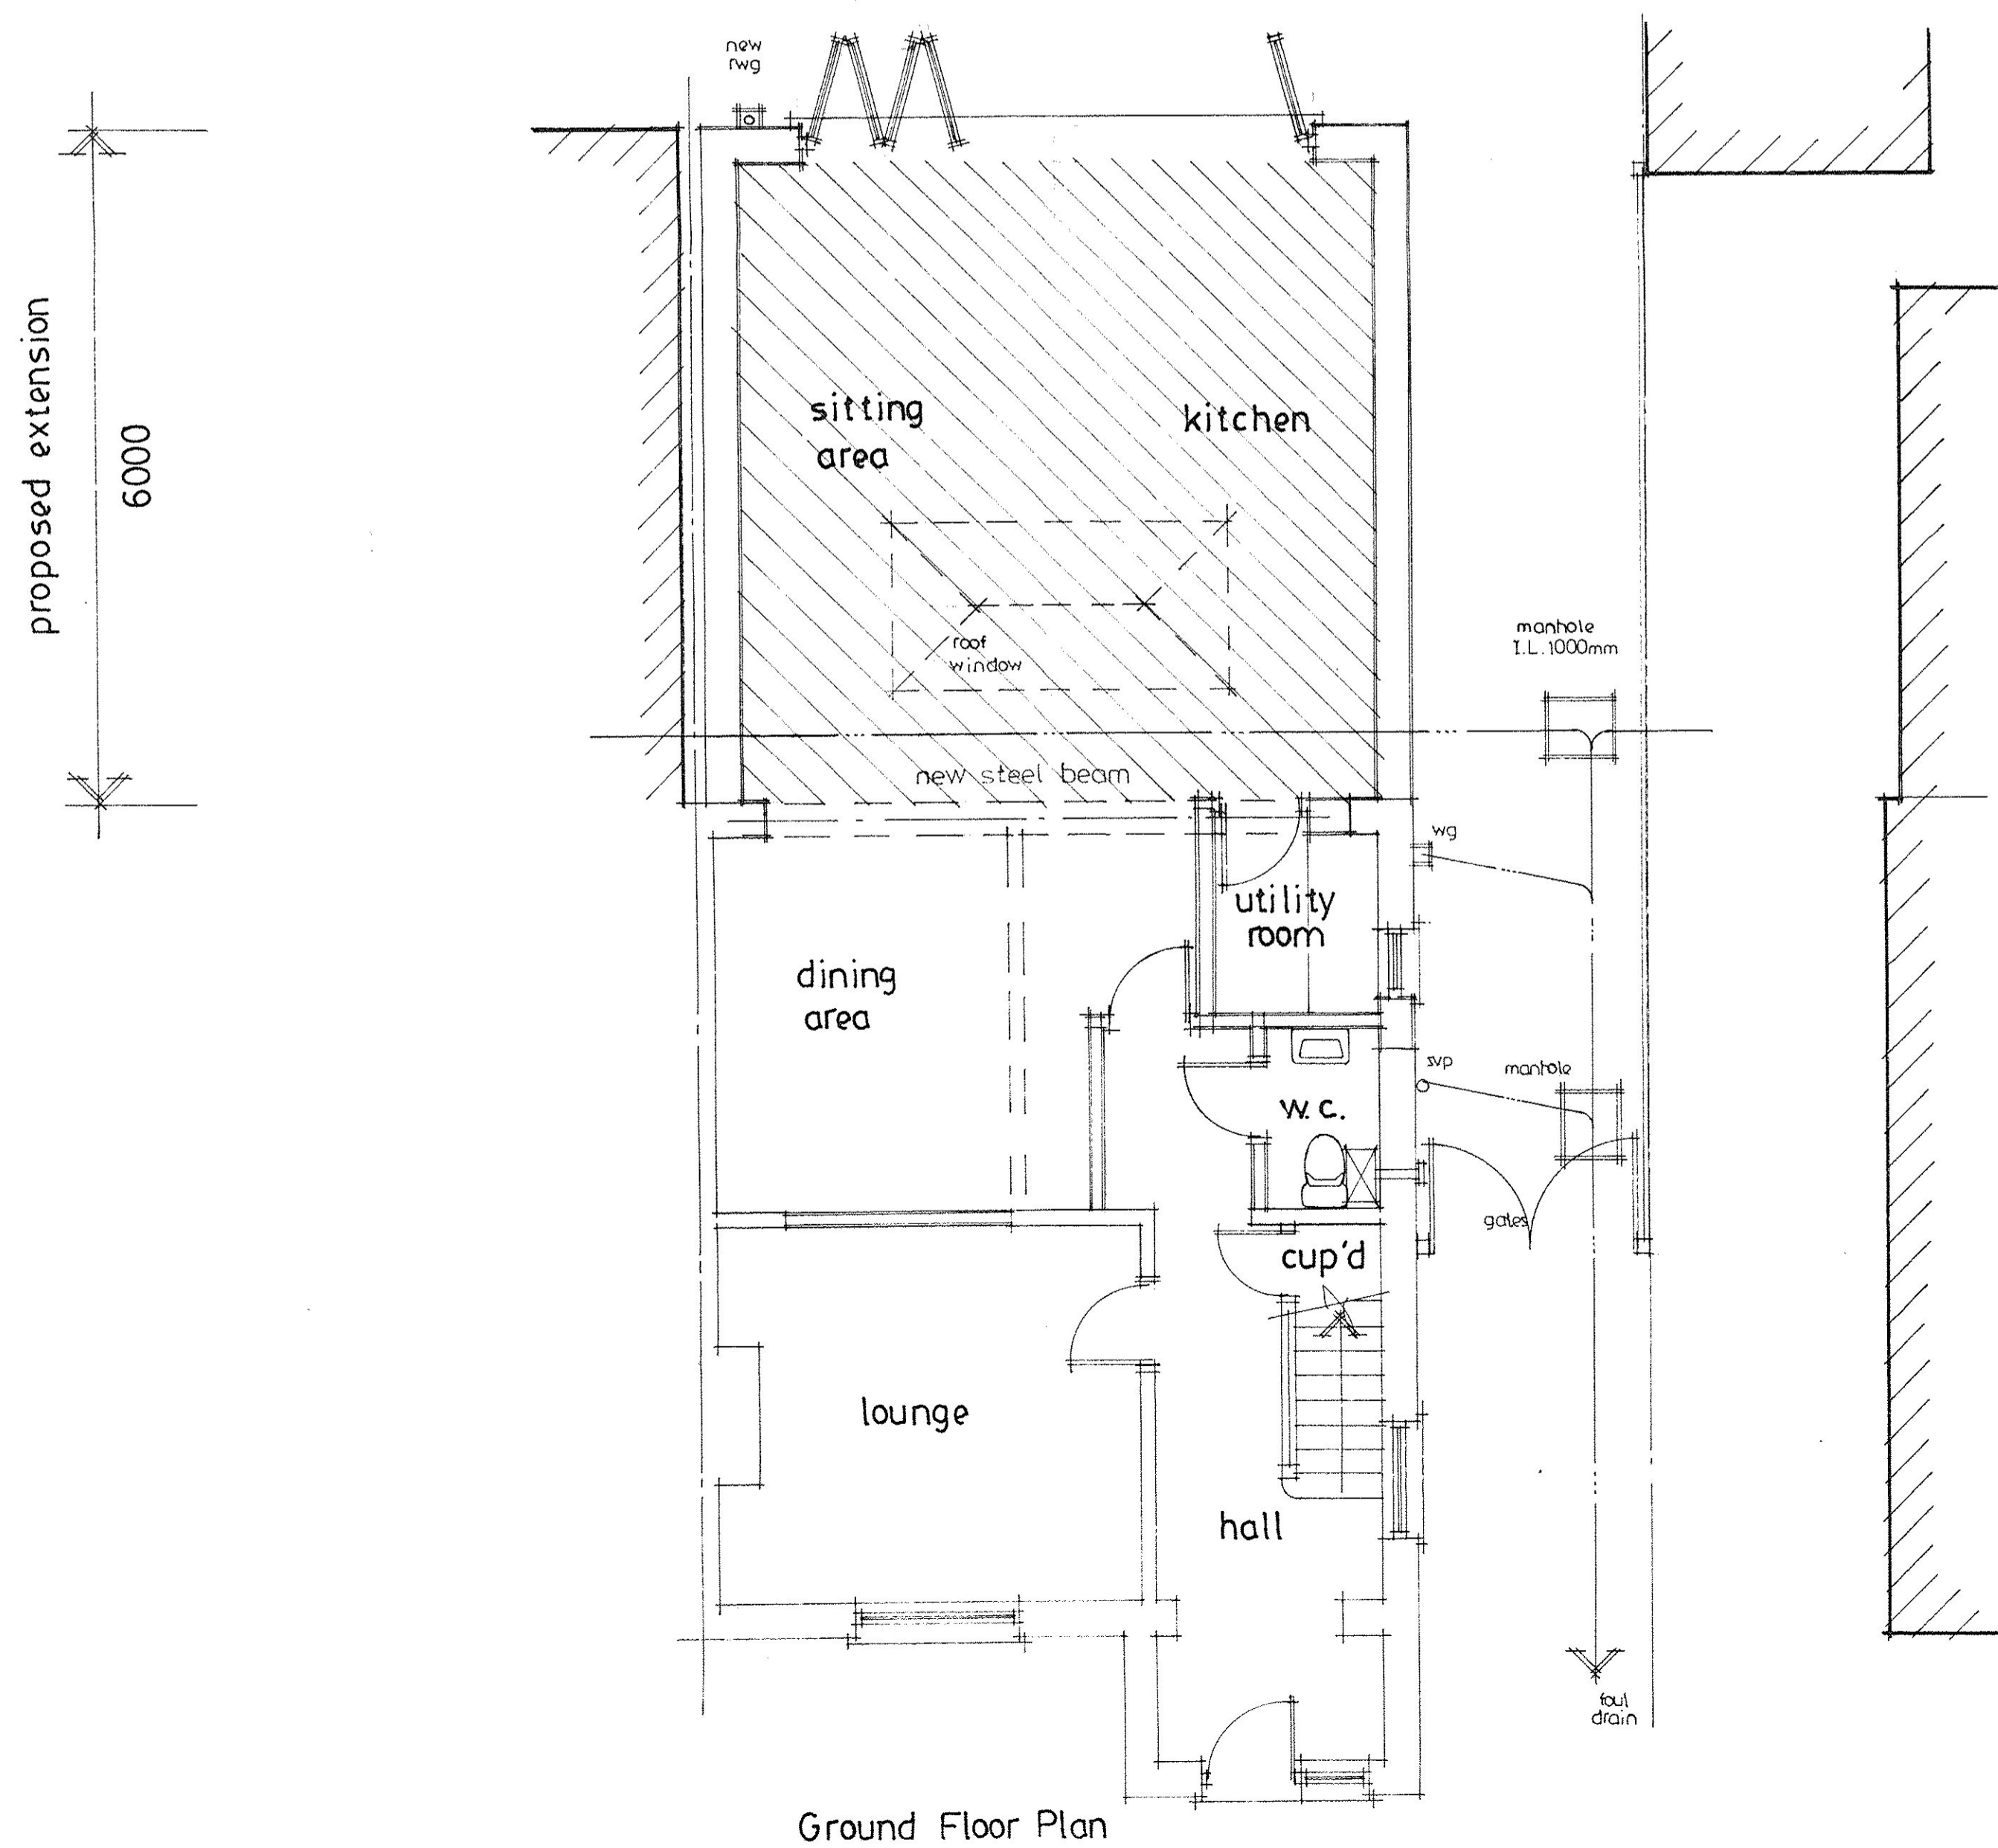 new
rwg
proposed extension
6000
sitting
area
kitchen
roof
window
manhole
I.L. 1000mm
new steel beam
wg
utility
room
dining
area
svp
manhole
w.c.
gates
cup'd
lounge
hall
foul
drain
Ground Floor Plan